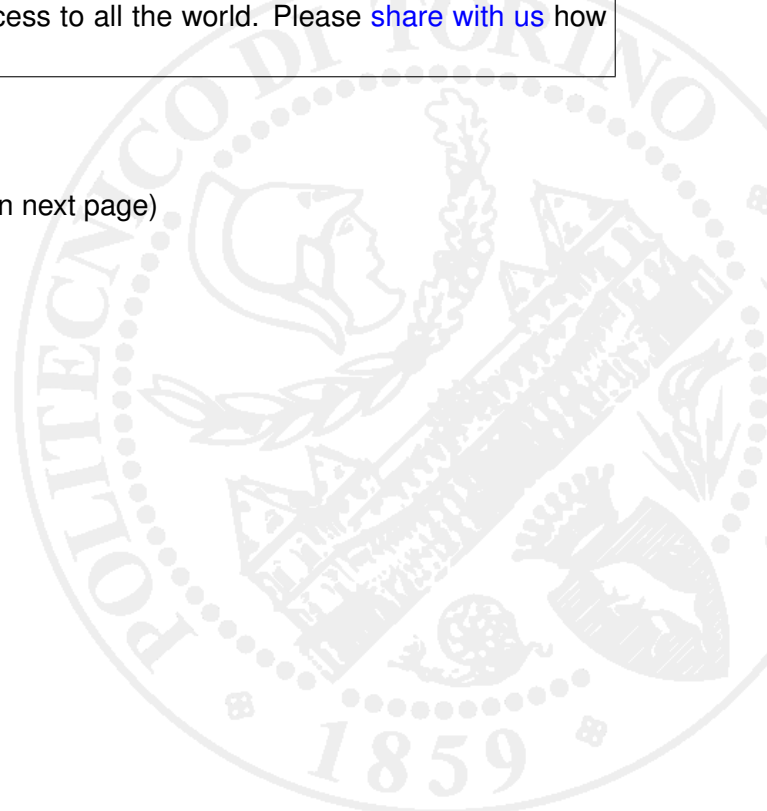 cess to all the world. Please share with us how
n next page)
POLITECNICO DI TORINO
1859